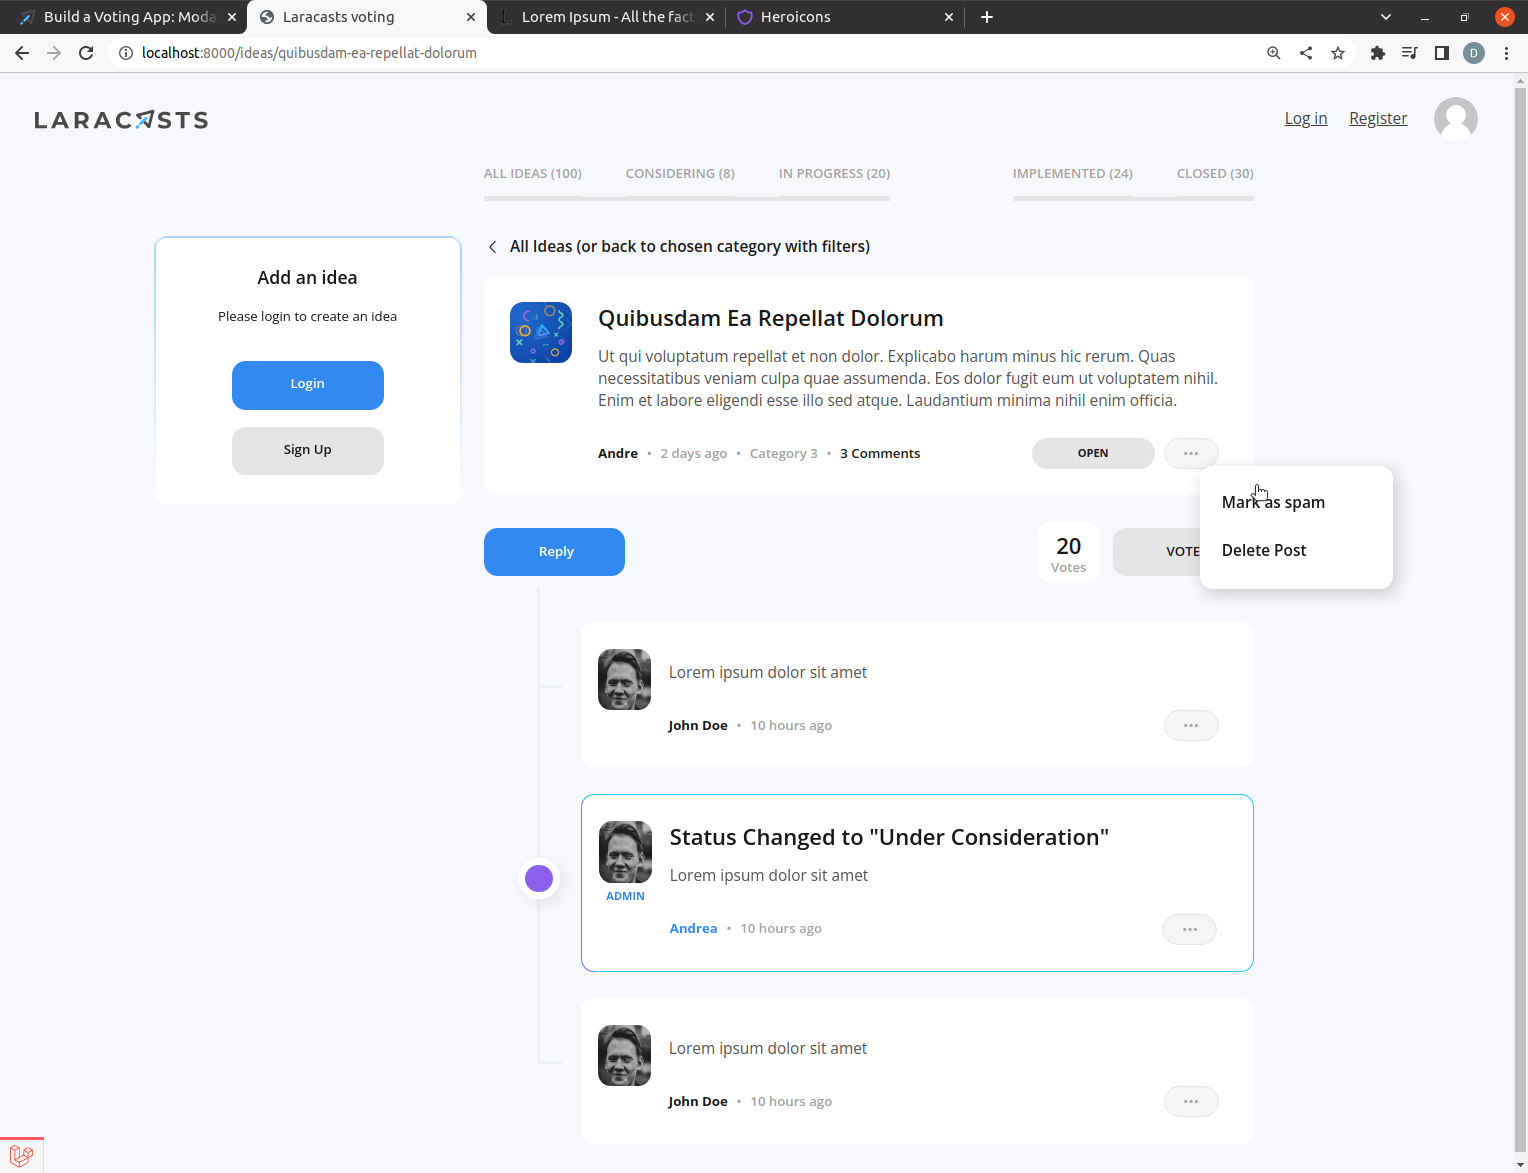 Build a Voting App: Moda
Laracasts voting
Lorem Ipsum - All the fact
Heroicons
localhost:8000/ideas/quibusdam-ea-repellat-dolorum
D
LARACASTS
Log in
Register
ALL IDEAS (100)
CONSIDERING (8)
IN PROGRESS (20)
IMPLEMENTED (24)
CLOSED (30)
All Ideas (or back to chosen category with filters)
Add an idea
Please login to create an idea
Login
Sign Up
Quibusdam Ea Repellat Dolorum
Ut qui voluptatum repellat et non dolor. Explicabo harum minus hic rerum. Quas
necessitatibus veniam culpa quae assumenda. Eos dolor fugit eum ut voluptatem nihil.
Enim et labore eligendi esse illo sed atque. Laudantium minima nihil enim officia.
Andre • 2 days ago • Category 3 • 3 Comments
OPEN
Mark as spam
Delete Post
Reply
20
Votes
VOTE
Lorem ipsum dolor sit amet
John Doe • 10 hours ago
Status Changed to "Under Consideration"
Lorem ipsum dolor sit amet
ADMIN
Andrea • 10 hours ago
Lorem ipsum dolor sit amet
John Doe • 10 hours ago